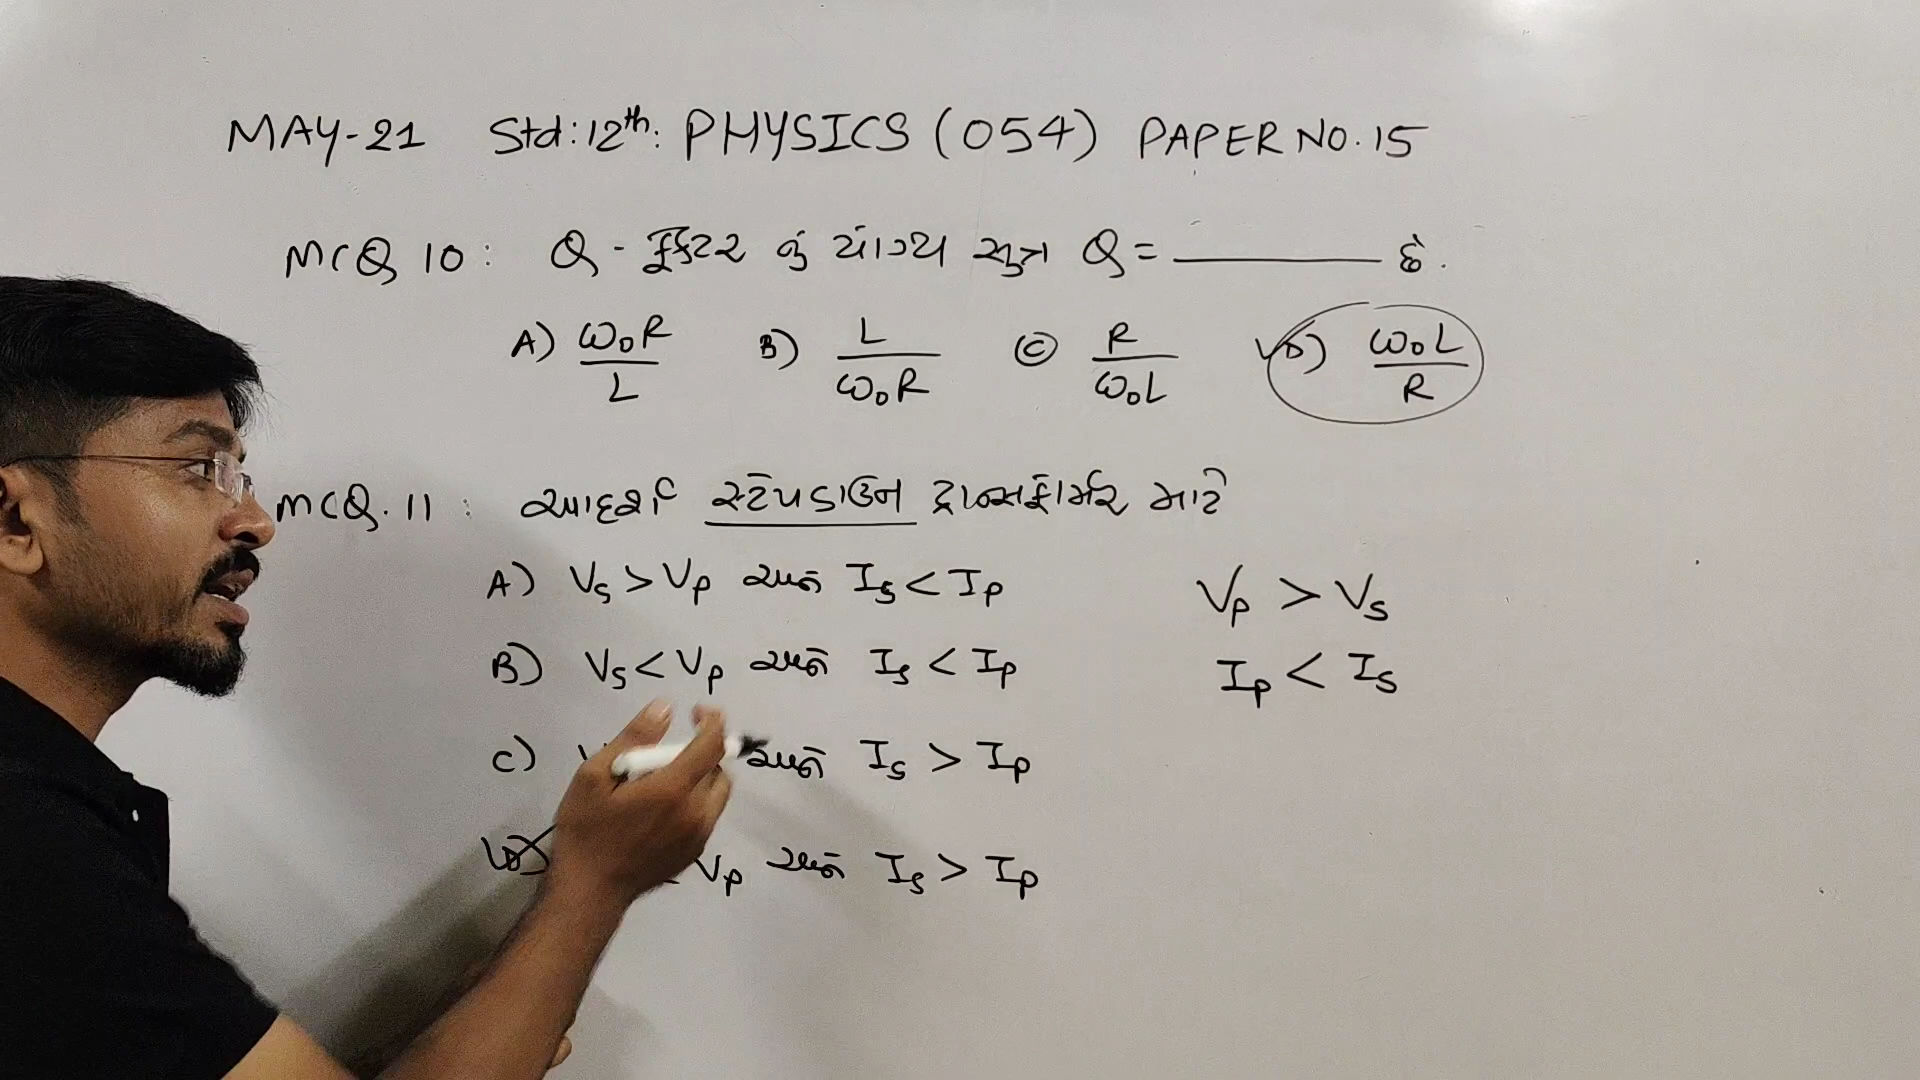 MAY-21 Std: 12th: PHYSICS (054) PAPER NO. 15
MCQ 10: Q - ફેક્ટર નું યોગ્ય સૂત્ર Q = ________ છે.
A) ω₀R/L B) L/ω₀R C) R/ω₀L D) ω₀L/R
MCQ. 11: આદર્શ સ્ટેપડાઉન ટ્રાન્સફોર્મર માટે
A) Vs > Vp અને Is < Ip
B) Vs < Vp અને Is < Ip
C) અને Is > Ip
D) Vp અને Is > Ip
Vp > Vs
Ip < Is